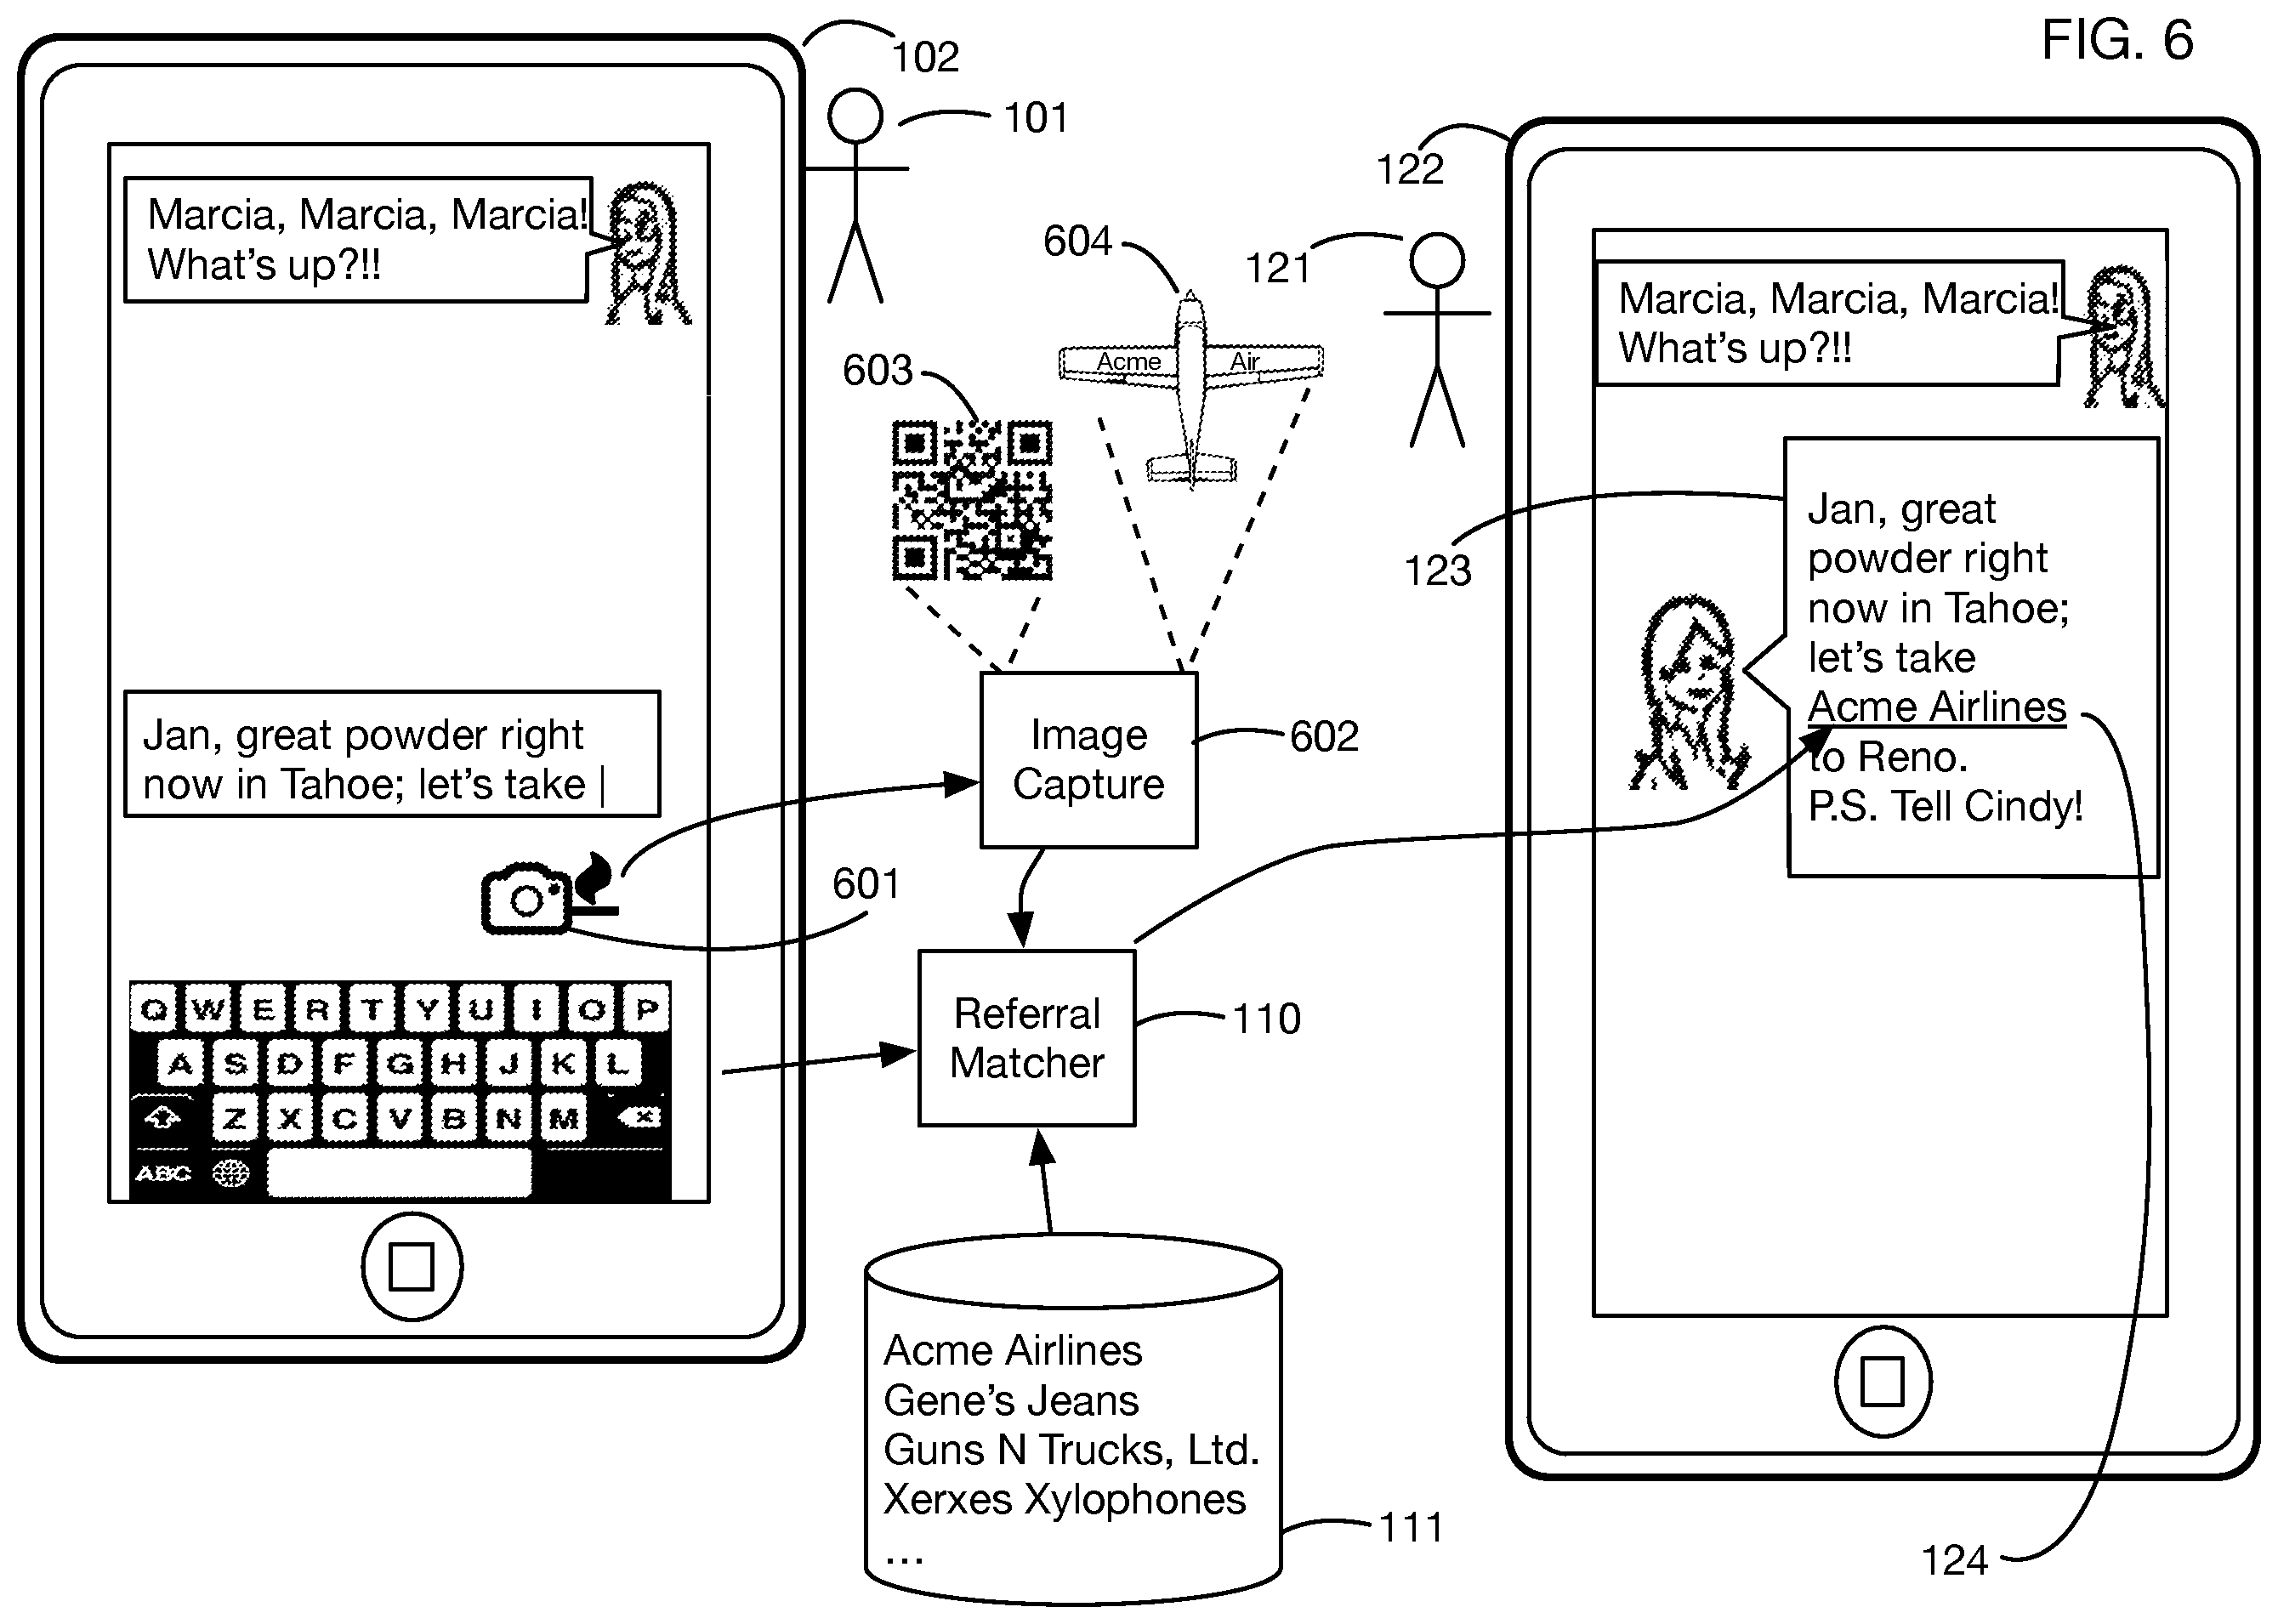 FIG. 6
102
101
Marcia, Marcia, Marcia!
What's up?!!
Jan, great powder right
now in Tahoe; let's take |
601
Q W E R T Y U I O P
A S D F G H J K L
Z X C V B N M
ABC
603
604
Acme Air
Image
Capture
602
Referral
Matcher
110
Acme Airlines
Gene's Jeans
Guns N Trucks, Ltd.
Xerxes Xylophones
...
111
122
121
123
Marcia, Marcia, Marcia!
What's up?!!
Jan, great
powder right
now in Tahoe;
let's take
Acme Airlines
to Reno.
P.S. Tell Cindy!
124